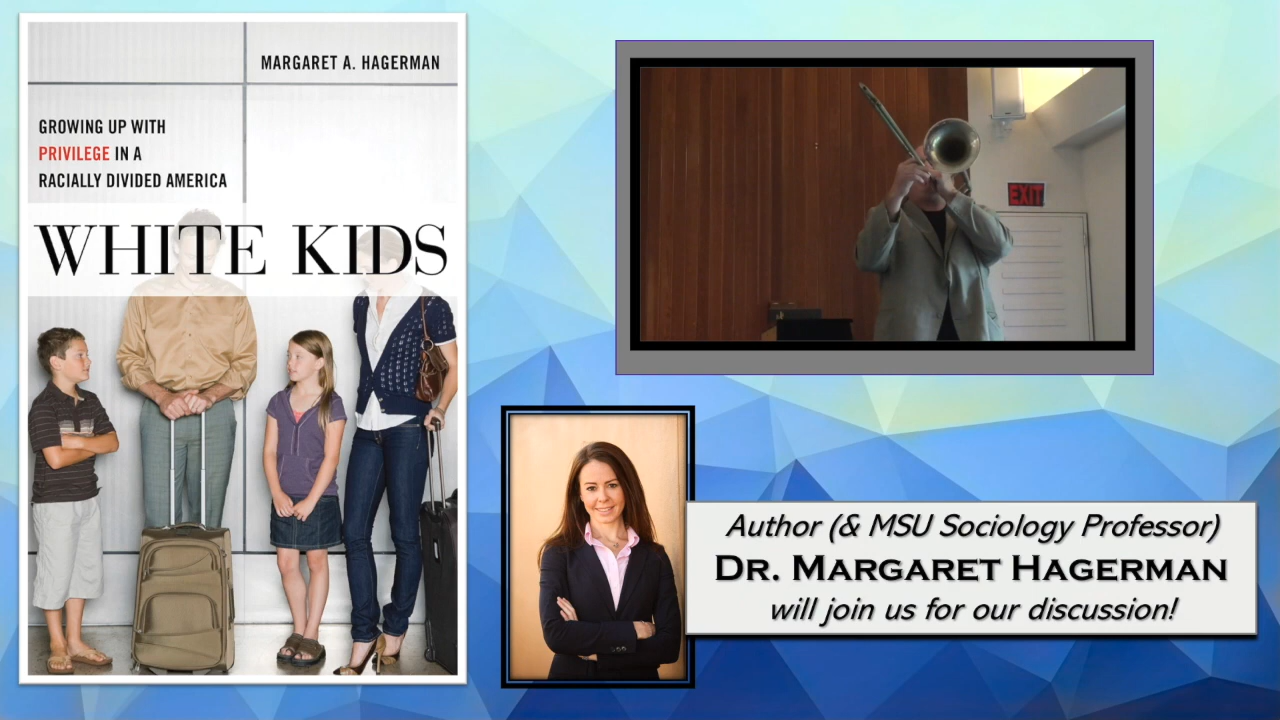 MARGARET A. HAGERMAN
GROWING UP WITH
PRIVILEGE IN A
RACIALLY DIVIDED AMERICA
WHITE KIDS
EXIT
Author (& MSU Sociology Professor)
DR. MARGARET HAGERMAN
will join us for our discussion!